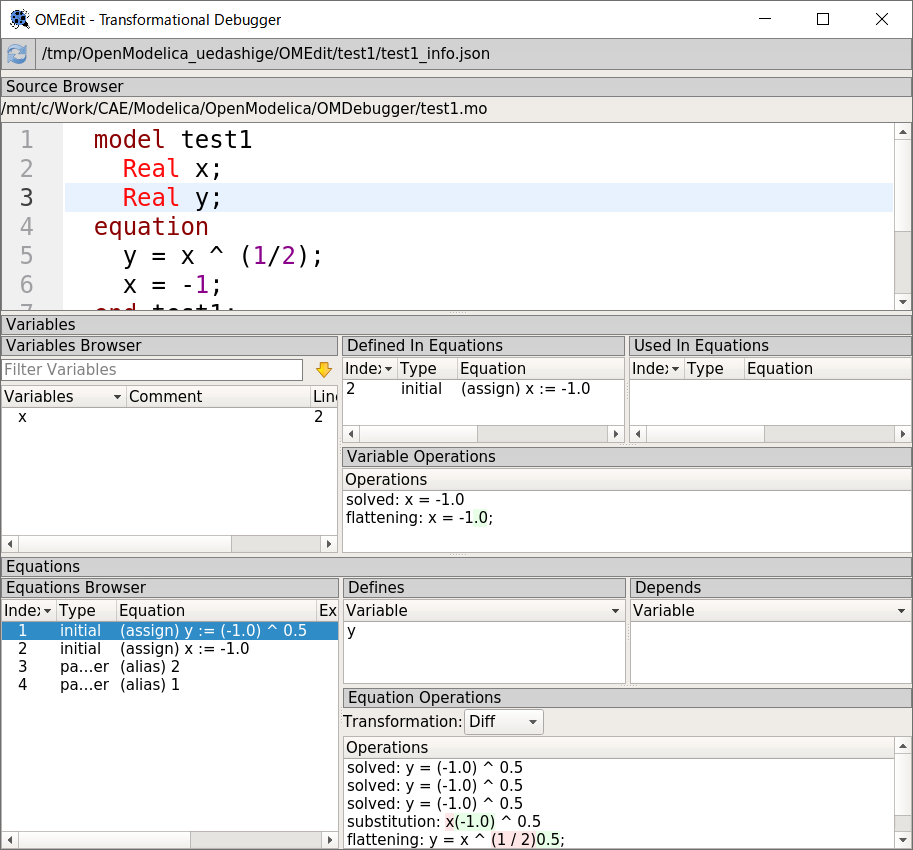 OMEdit - Transformational Debugger
/tmp/OpenModelica_uedashige/OMEdit/test1/test1_info.json
Source Browser
/mnt/c/Work/CAE/Modelica/OpenModelica/OMDebugger/test1.mo
1 model test1
2 Real x;
3 Real y;
4 equation
5 y = x ^ (1/2);
6 x = -1;
7 end test1;
Variables
Variables Browser
Filter Variables
Variables Comment Line
x 2
Defined In Equations
Index Type Equation
2 initial (assign) x := -1.0
Used In Equations
Index Type Equation
Variable Operations
Operations
solved: x = -1.0
flattening: x = -1.0;
Equations
Equations Browser
Index Type Equation Ex
1 initial (assign) y := (-1.0) ^ 0.5
2 initial (assign) x := -1.0
3 pa...er (alias) 2
4 pa...er (alias) 1
Defines
Variable
y
Depends
Variable
Equation Operations
Transformation: Diff
Operations
solved: y = (-1.0) ^ 0.5
solved: y = (-1.0) ^ 0.5
solved: y = (-1.0) ^ 0.5
substitution: x(-1.0) ^ 0.5
flattening: y = x ^ (1 / 2)0.5;